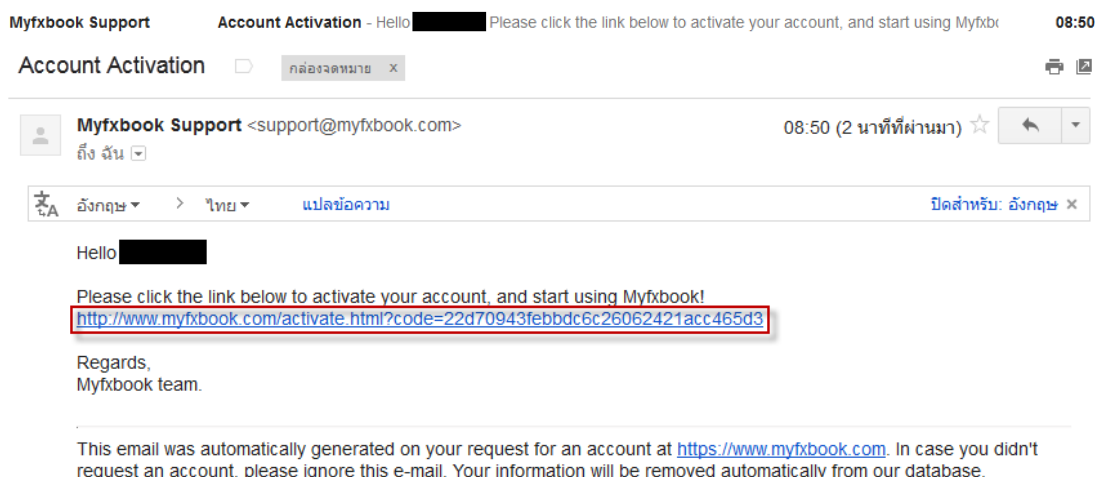 Myfxbook Support Account Activation - Hello Please click the link below to activate your account, and start using Myfxbo 08:50
Account Activation กล่องจดหมาย x
Myfxbook Support <support@myfxbook.com> 08:50 (2 นาทีที่ผ่านมา)
ถึง ฉัน
อังกฤษ > ไทย แปลข้อความ ปิดสำหรับ: อังกฤษ x
Hello
Please click the link below to activate your account, and start using Myfxbook!
http://www.myfxbook.com/activate.html?code=22d70943febbdc6c26062421acc465d3
Regards,
Myfxbook team.
This email was automatically generated on your request for an account at https://www.myfxbook.com. In case you didn't
request an account, please ignore this e-mail. Your information will be removed automatically from our database.